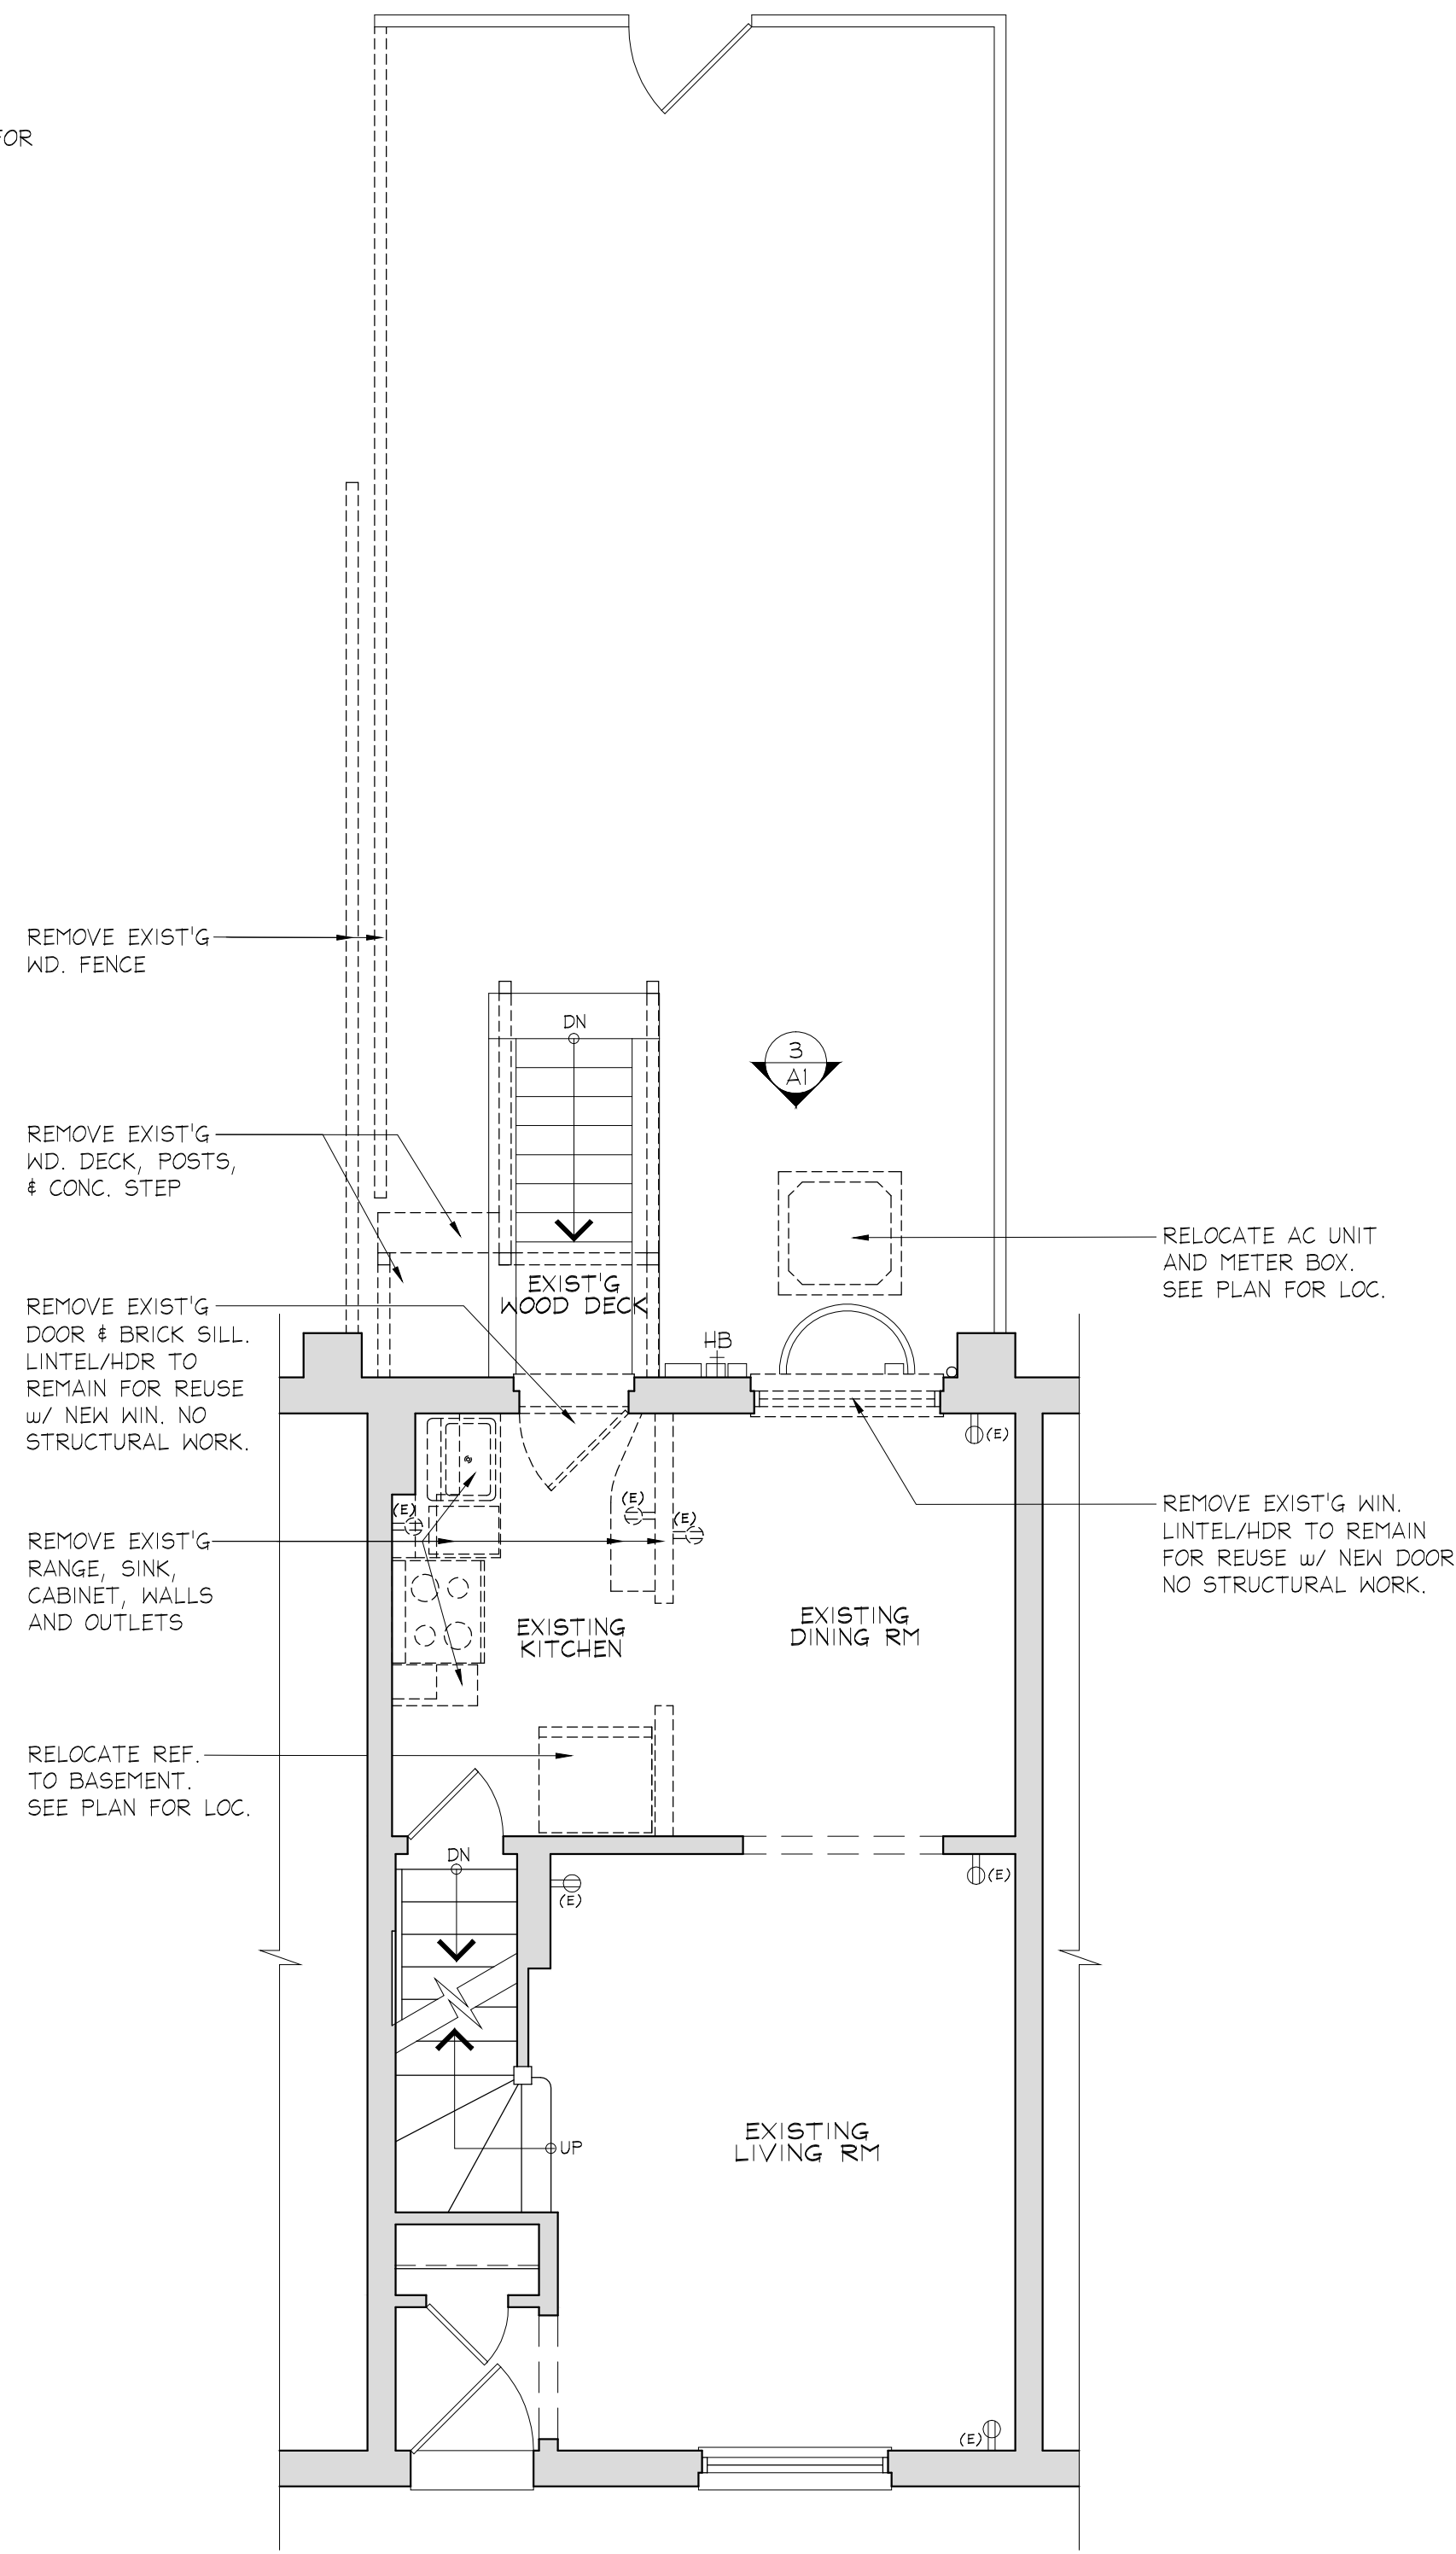 FOR
REMOVE EXIST'G
WD. FENCE
DN
3
A1
REMOVE EXIST'G
WD. DECK, POSTS,
& CONC. STEP
RELOCATE AC UNIT
AND METER BOX.
SEE PLAN FOR LOC.
EXIST'G
WOOD DECK
REMOVE EXIST'G
DOOR & BRICK SILL.
LINTEL/HDR TO
REMAIN FOR REUSE
w/ NEW WIN. NO
STRUCTURAL WORK.
HB
(E)
(E)
(E)
(E)
REMOVE EXIST'G WIN.
LINTEL/HDR TO REMAIN
FOR REUSE w/ NEW DOOR
NO STRUCTURAL WORK.
REMOVE EXIST'G
RANGE, SINK,
CABINET, WALLS
AND OUTLETS
EXISTING
KITCHEN
EXISTING
DINING RM
RELOCATE REF.
TO BASEMENT.
SEE PLAN FOR LOC.
DN
(E)
(E)
UP
EXISTING
LIVING RM
(E)